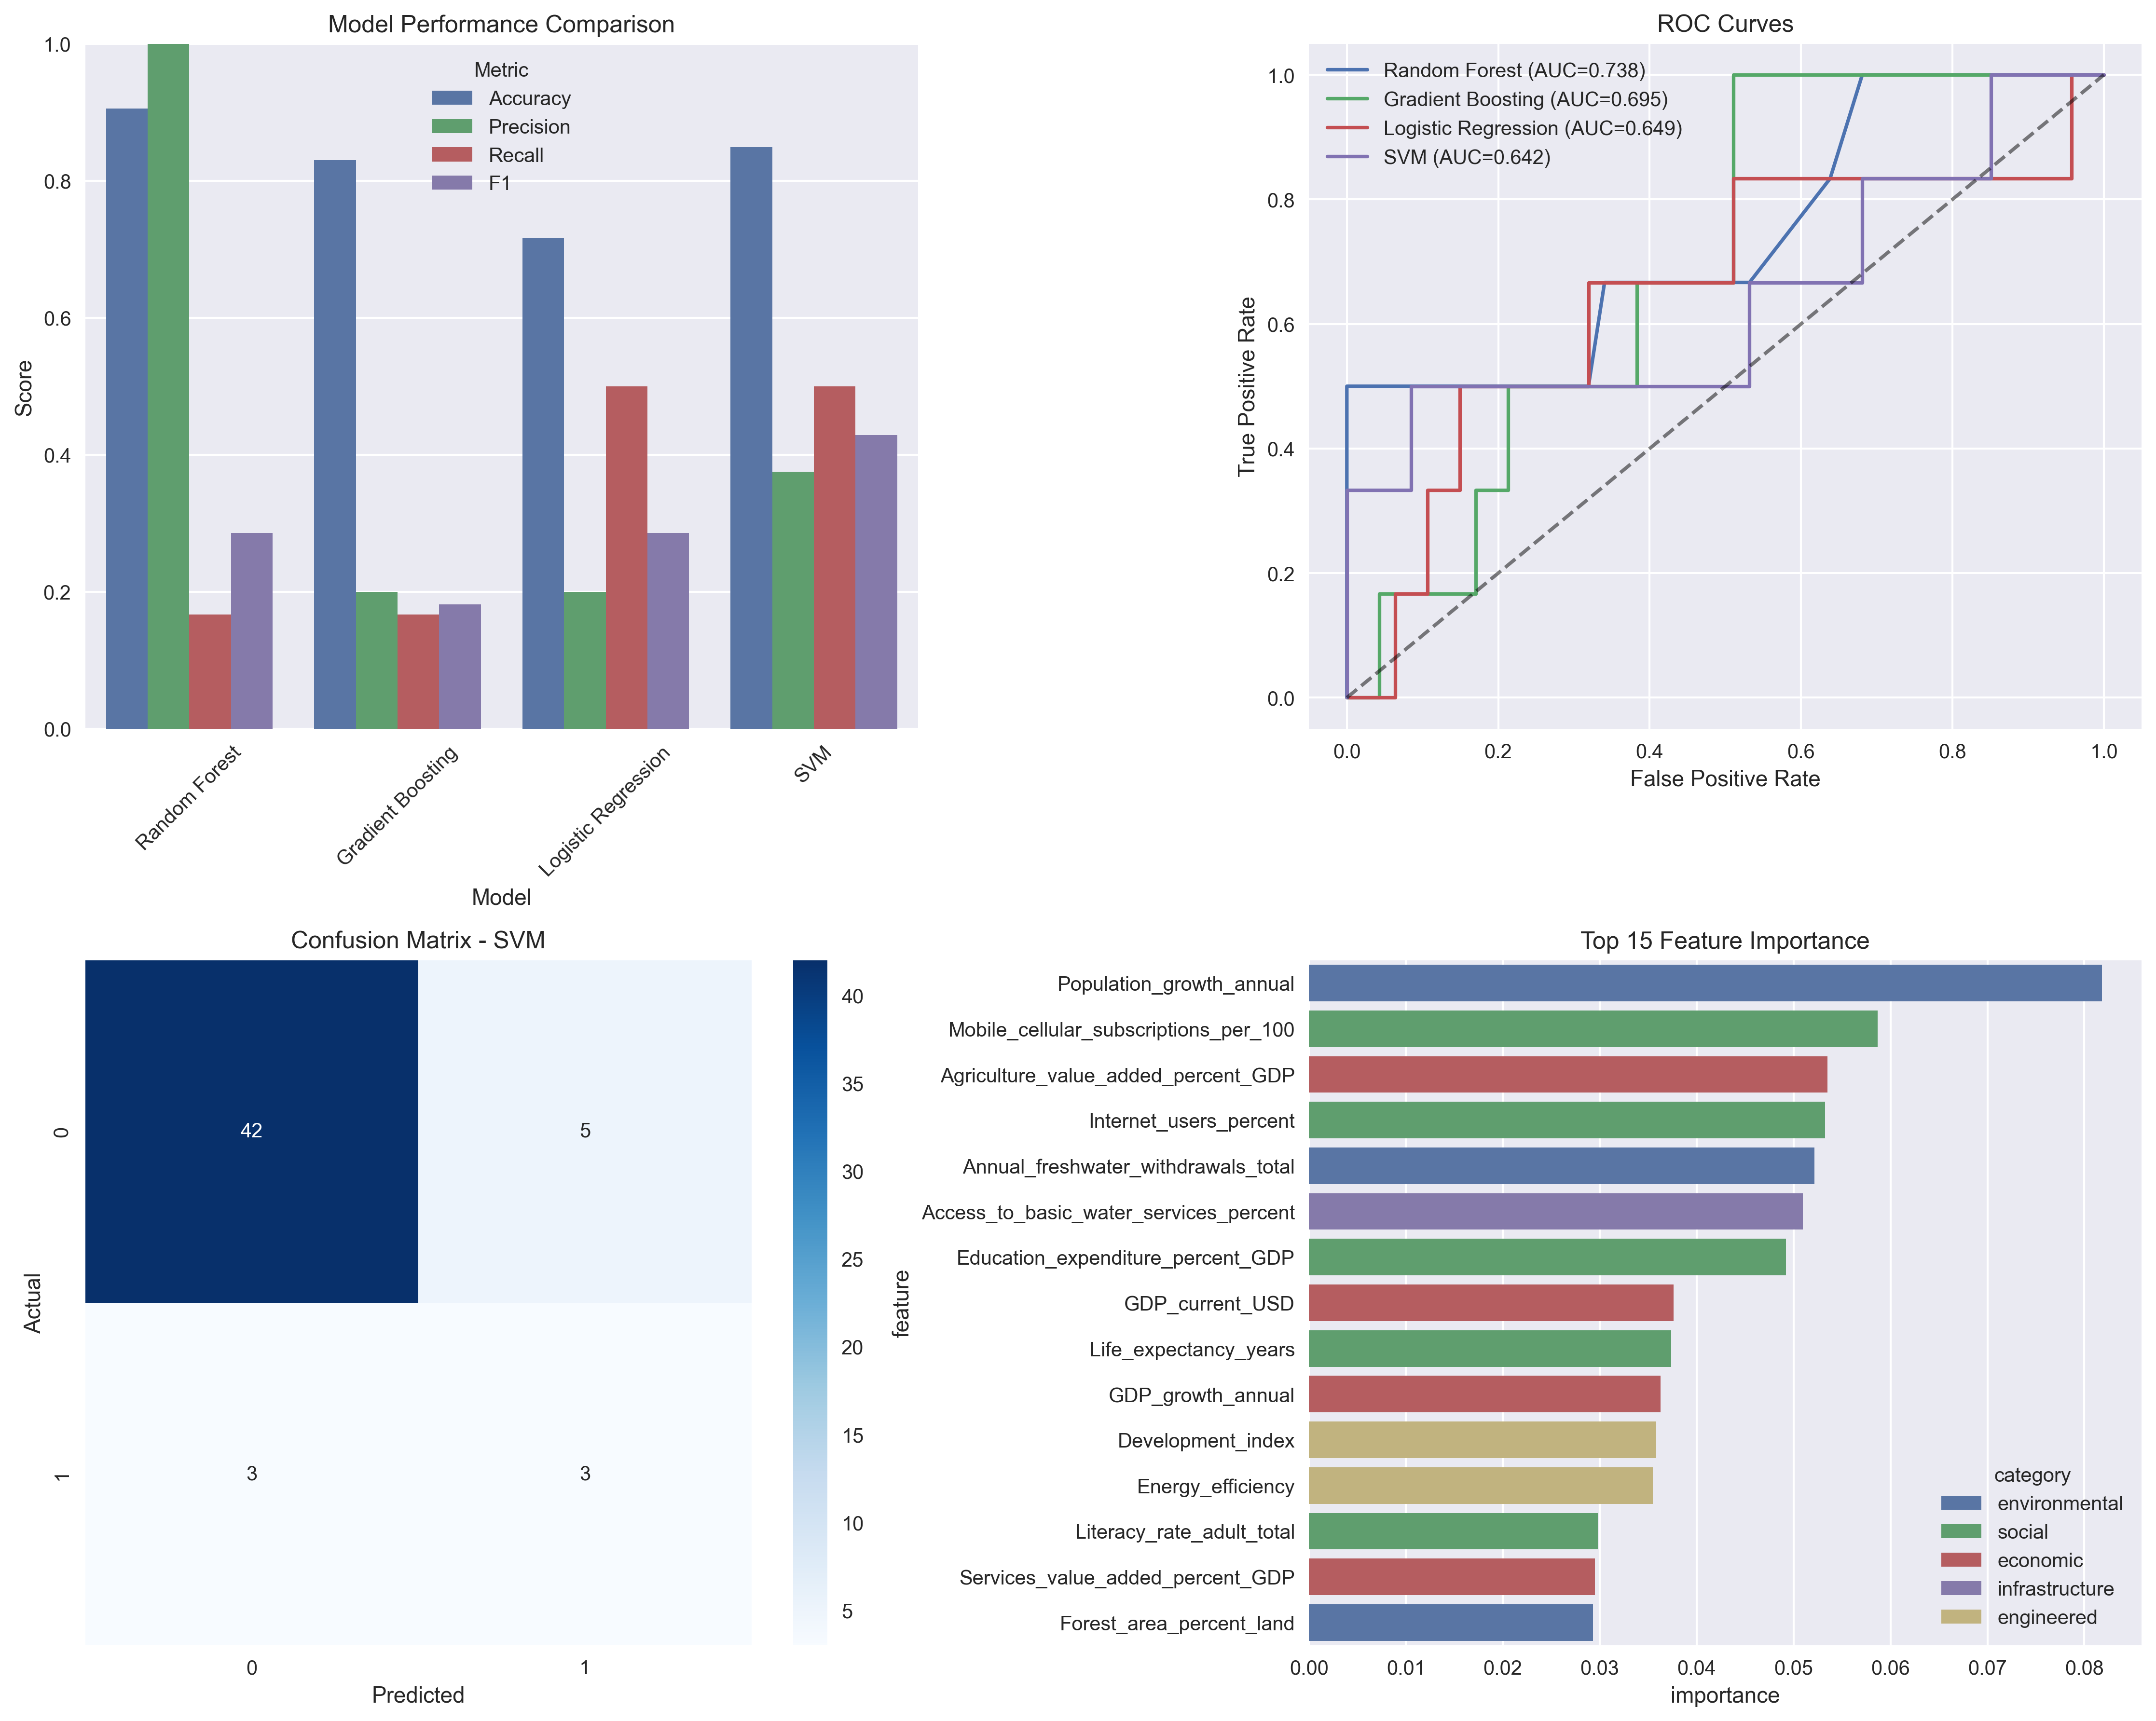 Model Performance Comparison
1.0
0.8
0.6
0.4
0.2
0.0
Score
Metric
Accuracy
Precision
Recall
F1
Random Forest
Gradient Boosting
Logistic Regression
SVM
Model
ROC Curves
Random Forest (AUC=0.738)
Gradient Boosting (AUC=0.695)
Logistic Regression (AUC=0.649)
SVM (AUC=0.642)
1.0
0.8
0.6
0.4
0.2
0.0
True Positive Rate
0.0 0.2 0.4 0.6 0.8 1.0
False Positive Rate
Confusion Matrix - SVM
Actual
0
1
42 5
3 3
0 1
Predicted
40
35
30
25
20
15
10
5
Top 15 Feature Importance
feature
Population_growth_annual
Mobile_cellular_subscriptions_per_100
Agriculture_value_added_percent_GDP
Internet_users_percent
Annual_freshwater_withdrawals_total
Access_to_basic_water_services_percent
Education_expenditure_percent_GDP
GDP_current_USD
Life_expectancy_years
GDP_growth_annual
Development_index
Energy_efficiency
Literacy_rate_adult_total
Services_value_added_percent_GDP
Forest_area_percent_land
category
environmental
social
economic
infrastructure
engineered
0.00 0.01 0.02 0.03 0.04 0.05 0.06 0.07 0.08
importance